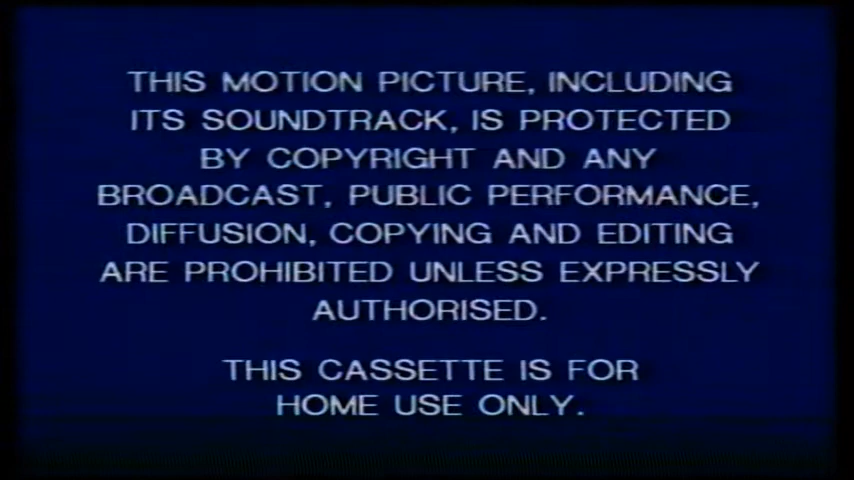 THIS MOTION PICTURE, INCLUDING
ITS SOUNDTRACK, IS PROTECTED
BY COPYRIGHT AND ANY
BROADCAST, PUBLIC PERFORMANCE,
DIFFUSION, COPYING AND EDITING
ARE PROHIBITED UNLESS EXPRESSLY
AUTHORISED.
THIS CASSETTE IS FOR
HOME USE ONLY.